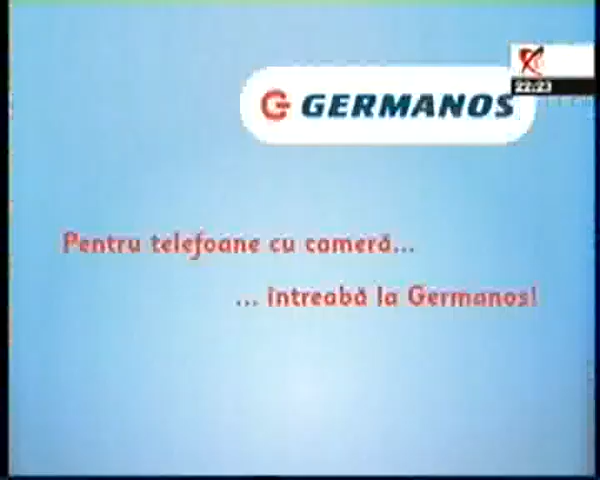 GERMANOS
22:23
Pentru telefoane cu cameră...
... întreabă la Germanos!